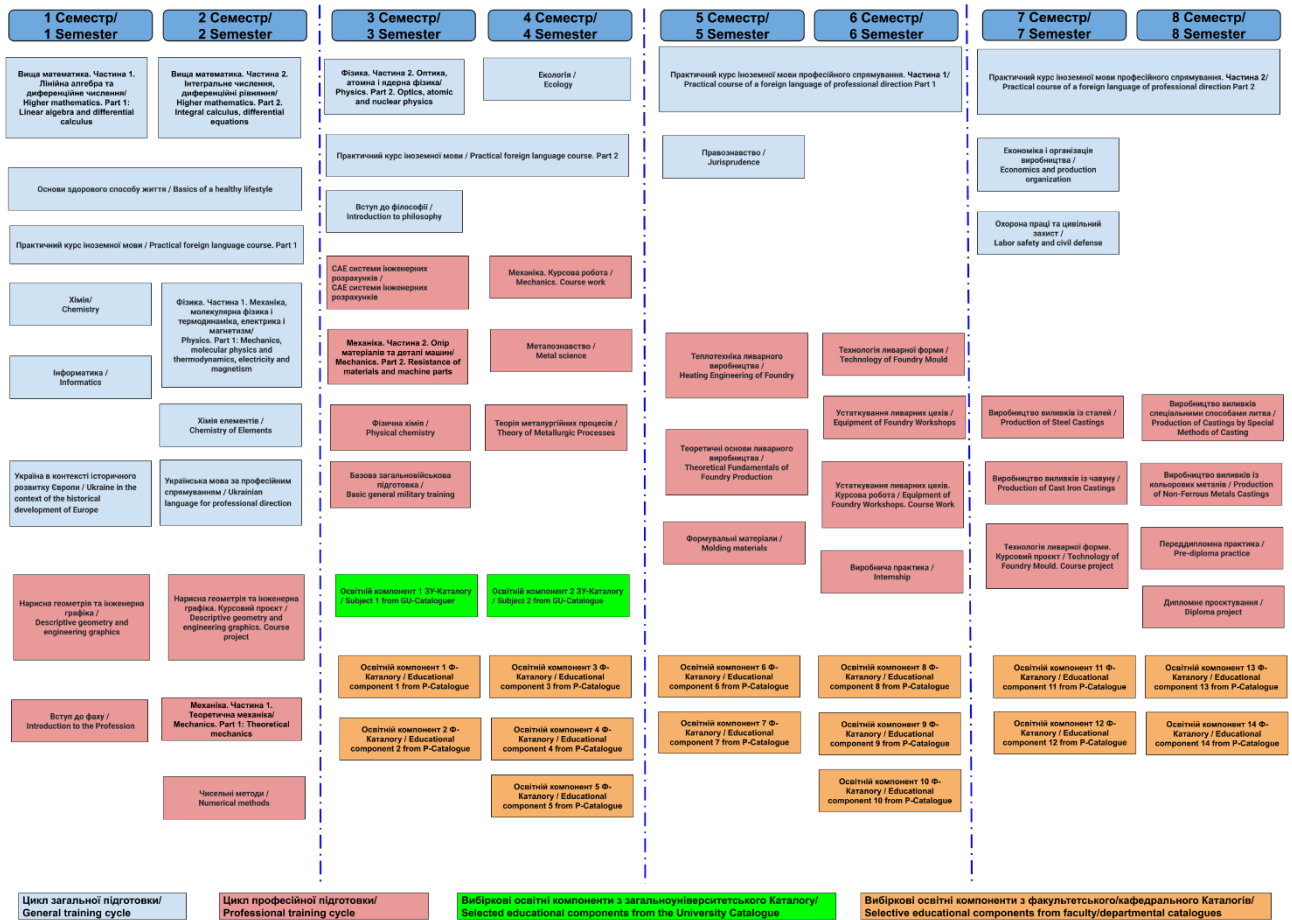 1 Семестр/
1 Semester
2 Семестр/
2 Semester
3 Семестр/
3 Semester
4 Семестр/
4 Semester
5 Семестр/
5 Semester
6 Семестр/
6 Semester
7 Семестр/
7 Semester
8 Семестр/
8 Semester
Вища математика. Частина 1.
Лінійна алгебра та
диференційне числення/
Higher mathematics. Part 1:
Linear algebra and differential
calculus
Вища математика. Частина 2.
Інтегральне числення,
диференційні рівняння/
Higher mathematics. Part 2.
Integral calculus, differential
equations
Основи здорового способу життя / Basics of a healthy lifestyle
Практичний курс іноземної мови / Practical foreign language course. Part 1
Хімія/
Chemistry
Фізика. Частина 1. Механіка,
молекулярна фізика і
термодинаміка, електрика і
магнетизм/
Physics. Part 1: Mechanics,
molecular physics and
thermodynamics, electricity and
magnetism
Інформатика /
Informatics
Хімія елементів /
Chemistry of Elements
Україна в контексті історичного
розвитку Європи / Ukraine in the
context of the historical
development of Europe
Українська мова за професійним
спрямуванням / Ukrainian
language for professional direction
Нарисна геометрія та інженерна
графіка /
Descriptive geometry and
engineering graphics
Нарисна геометрія та інженерна
графіка. Курсовий проєкт /
Descriptive geometry and
engineering graphics. Course
project
Вступ до фаху /
Introduction to the Profession
Механіка. Частина 1.
Теоретична механіка/
Mechanics. Part 1: Theoretical
mechanics
Чисельні методи /
Numerical methods
Фізика. Частина 2. Оптика,
атомна і ядерна фізика/
Physics. Part 2. Optics, atomic
and nuclear physics
Екологія /
Ecology
Практичний курс іноземної мови / Practical foreign language course. Part 2
Вступ до філософії /
Introduction to philosophy
САЕ системи інженерних
розрахунків /
САЕ системи інженерних
розрахунків
Механіка. Курсова робота /
Mechanics. Course work
Механіка. Частина 2. Опір
матеріалів та деталі машин/
Mechanics. Part 2. Resistance of
materials and machine parts
Металознавство /
Metal science
Фізична хімія /
Physical chemistry
Теорія металургійних процесів /
Theory of Metallurgic Processes
Базова загальновійськова
підготовка /
Basic general military training
Освітній компонент 1 ЗУ-Каталогу
/ Subject 1 from GU-Cataloguer
Освітній компонент 2 ЗУ-Каталогу
/ Subject 2 from GU-Catalogue
Освітній компонент 1 Ф-
Каталогу / Educational
component 1 from P-Catalogue
Освітній компонент 3 Ф-
Каталогу / Educational
component 3 from P-Catalogue
Освітній компонент 2 Ф-
Каталогу / Educational
component 2 from P-Catalogue
Освітній компонент 4 Ф-
Каталогу / Educational
component 4 from P-Catalogue
Освітній компонент 5 Ф-
Каталогу / Educational
component 5 from P-Catalogue
Практичний курс іноземної мови професійного спрямування. Частина 1/
Practical course of a foreign language of professional direction Part 1
Правознавство /
Jurisprudence
Теплотехніка ливарного
виробництва /
Heating Engineering of Foundry
Технологія ливарної форми /
Technology of Foundry Mould
Устаткування ливарних цехів /
Equipment of Foundry Workshops
Теоретичні основи ливарного
виробництва /
Theoretical Fundamentals of
Foundry Production
Устаткування ливарних цехів.
Курсова робота / Equipment of
Foundry Workshops. Course Work
Формувальні матеріали /
Molding materials
Виробнича практика /
Internship
Освітній компонент 6 Ф-
Каталогу / Educational
component 6 from P-Catalogue
Освітній компонент 8 Ф-
Каталогу / Educational
component 8 from P-Catalogue
Освітній компонент 7 Ф-
Каталогу / Educational
component 7 from P-Catalogue
Освітній компонент 9 Ф-
Каталогу / Educational
component 9 from P-Catalogue
Освітній компонент 10 Ф-
Каталогу / Educational
component 10 from P-Catalogue
Практичний курс іноземної мови професійного спрямування. Частина 2/
Practical course of a foreign language of professional direction Part 2
Економіка і організація
виробництва /
Economics and production
organization
Охорона праці та цивільний
захист /
Labor safety and civil defense
Виробництво виливків із сталей /
Production of Steel Castings
Виробництво виливків
спеціальними способами литва /
Production of Castings by Special
Methods of Casting
Виробництво виливків із чавуну /
Production of Cast Iron Castings
Виробництво виливків із
кольорових металів / Production
of Non-Ferrous Metals Castings
Технологія ливарної форми.
Курсовий проєкт / Technology of
Foundry Mould. Course project
Переддипломна практика /
Pre-diploma practice
Дипломне проєктування /
Diploma project
Освітній компонент 11 Ф-
Каталогу / Educational
component 11 from P-Catalogue
Освітній компонент 13 Ф-
Каталогу / Educational
component 13 from P-Catalogue
Освітній компонент 12 Ф-
Каталогу / Educational
component 12 from P-Catalogue
Освітній компонент 14 Ф-
Каталогу / Educational
component 14 from P-Catalogue
Цикл загальної підготовки/
General training cycle
Цикл професійної підготовки/
Professional training cycle
Вибіркові освітні компоненти з загальноуніверситетського Каталогу/
Selected educational components from the University Catalogue
Вибіркові освітні компоненти з факультетського/кафедрального Каталогів/
Selective educational components from faculty/departmental catalogues